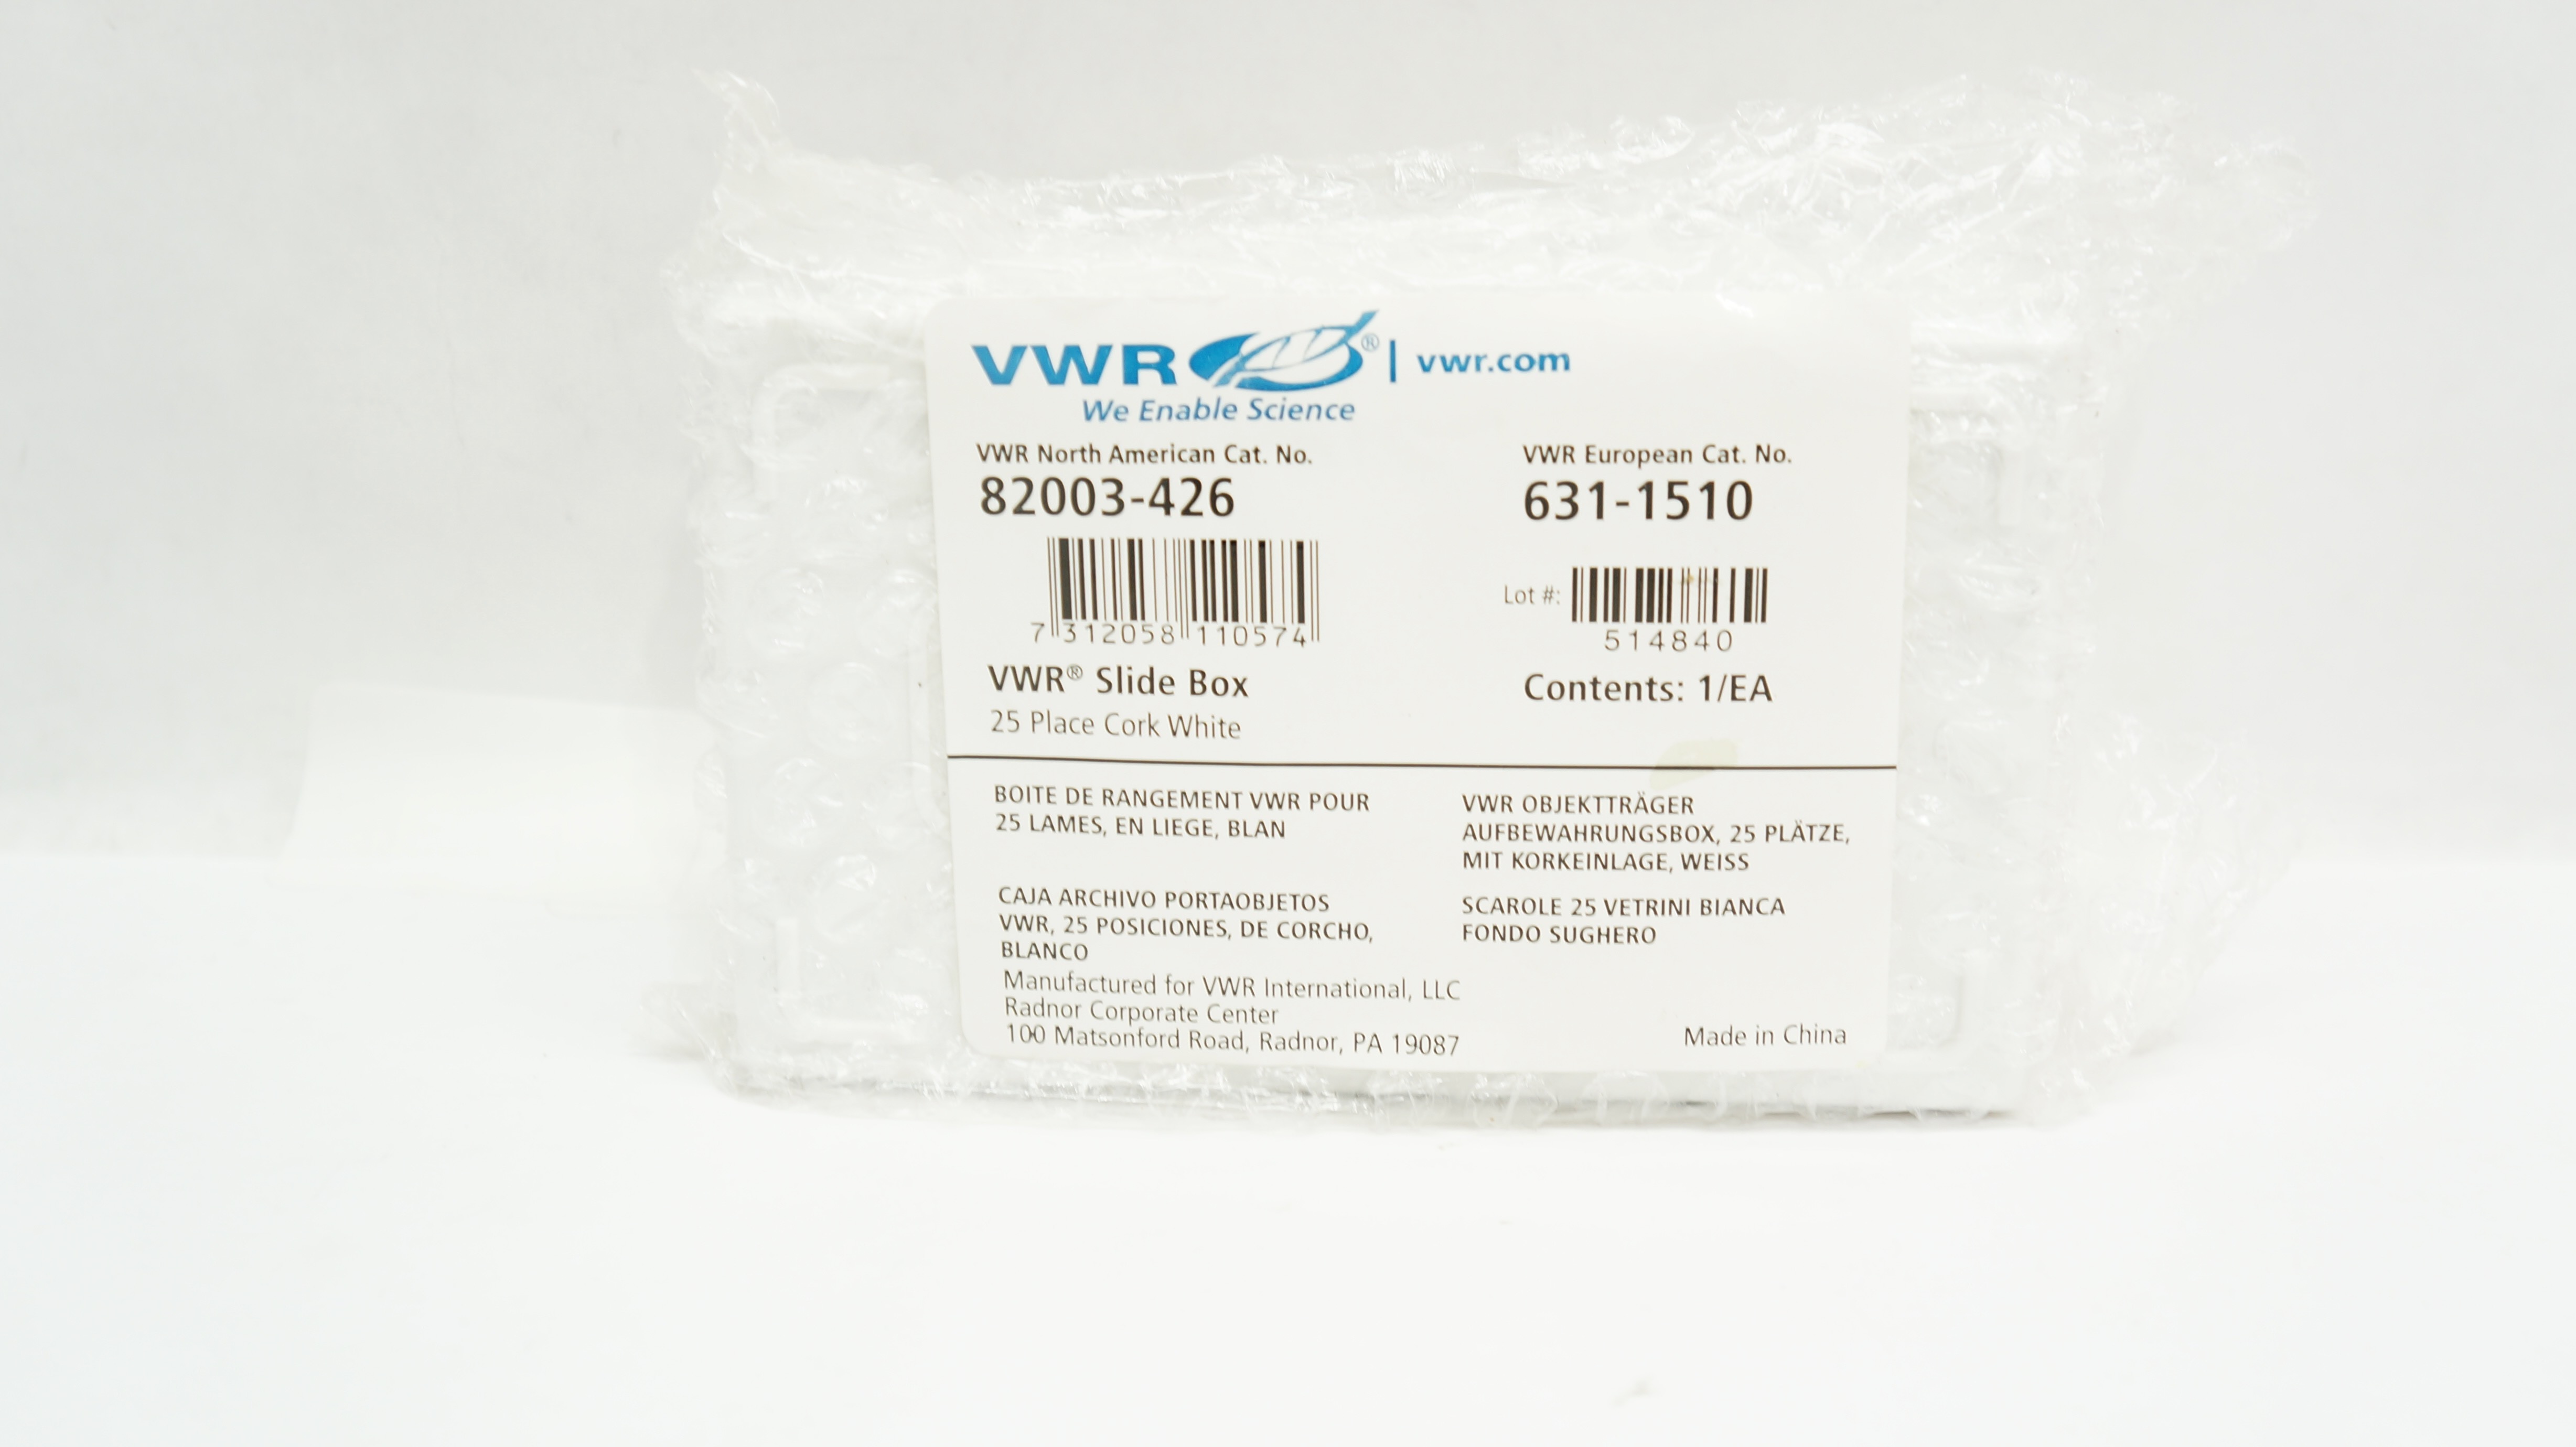 VWR® | vwr.com
We Enable Science
VWR North American Cat. No.
82003-426
7 312058 110574
VWR® Slide Box
25 Place Cork White
VWR European Cat. No.
631-1510
Lot #:
514840
Contents: 1/EA
BOITE DE RANGEMENT VWR POUR
25 LAMES, EN LIEGE, BLAN
VWR OBJEKTTRÄGER
AUFBEWAHRUNGSBOX, 25 PLÄTZE,
MIT KORKEINLAGE, WEISS
CAJA ARCHIVO PORTAOBJETOS
VWR, 25 POSICIONES, DE CORCHO,
BLANCO
SCAROLE 25 VETRINI BIANCA
FONDO SUGHERO
Manufactured for VWR International, LLC
Radnor Corporate Center
100 Matsonford Road, Radnor, PA 19087
Made in China